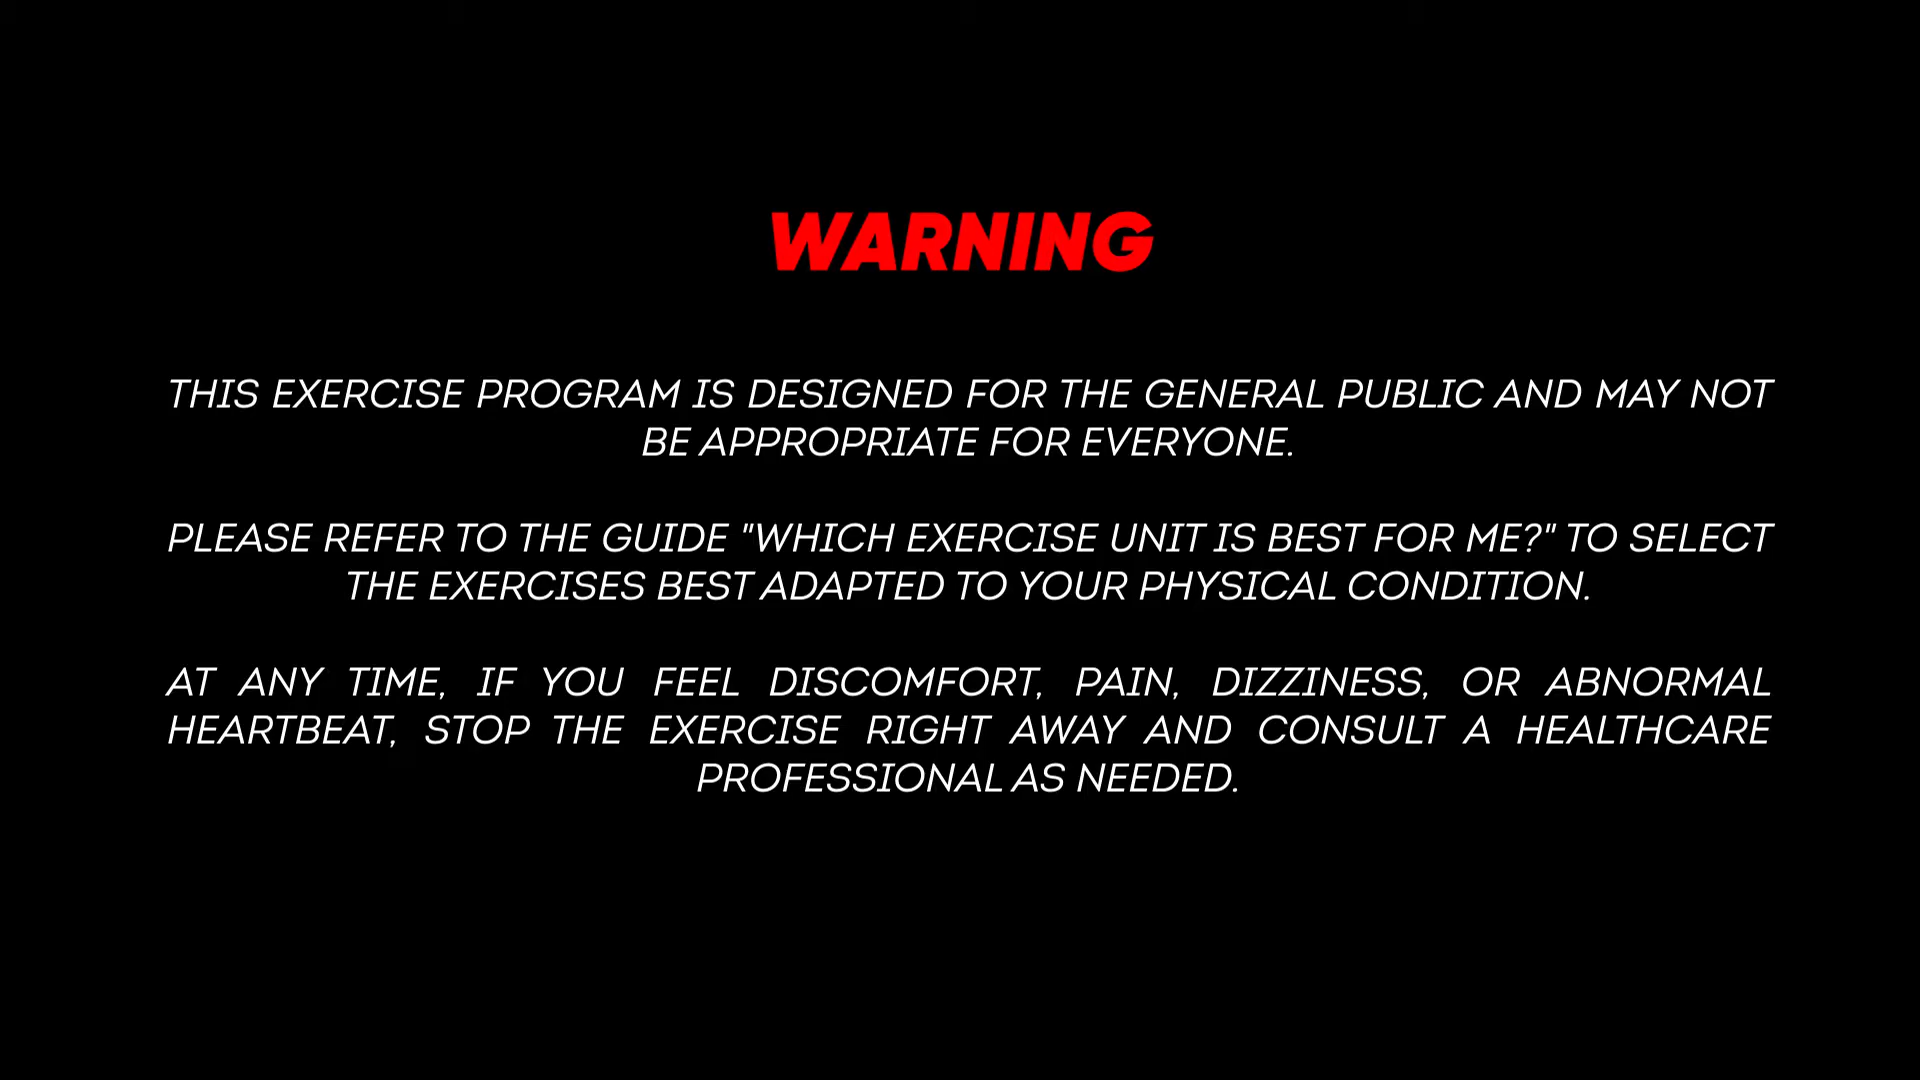 WARNING
THIS EXERCISE PROGRAM IS DESIGNED FOR THE GENERAL PUBLIC AND MAY NOT
BE APPROPRIATE FOR EVERYONE.
PLEASE REFER TO THE GUIDE "WHICH EXERCISE UNIT IS BEST FOR ME?" TO SELECT
THE EXERCISES BEST ADAPTED TO YOUR PHYSICAL CONDITION.
AT ANY TIME, IF YOU FEEL DISCOMFORT, PAIN, DIZZINESS, OR ABNORMAL
HEARTBEAT, STOP THE EXERCISE RIGHT AWAY AND CONSULT A HEALTHCARE
PROFESSIONAL AS NEEDED.